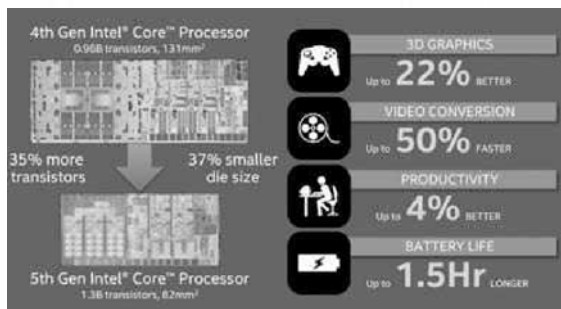 4th Gen Intel® Core™ Processor
0.96B transistors, 131mm²
35% more
transistors
37% smaller
die size
5th Gen Intel® Core™ Processor
1.3B transistors, 82mm²
3D GRAPHICS
Up to 22% BETTER
VIDEO CONVERSION
Up to 50% FASTER
PRODUCTIVITY
Up to 4% BETTER
BATTERY LIFE
Up to 1.5Hr LONGER